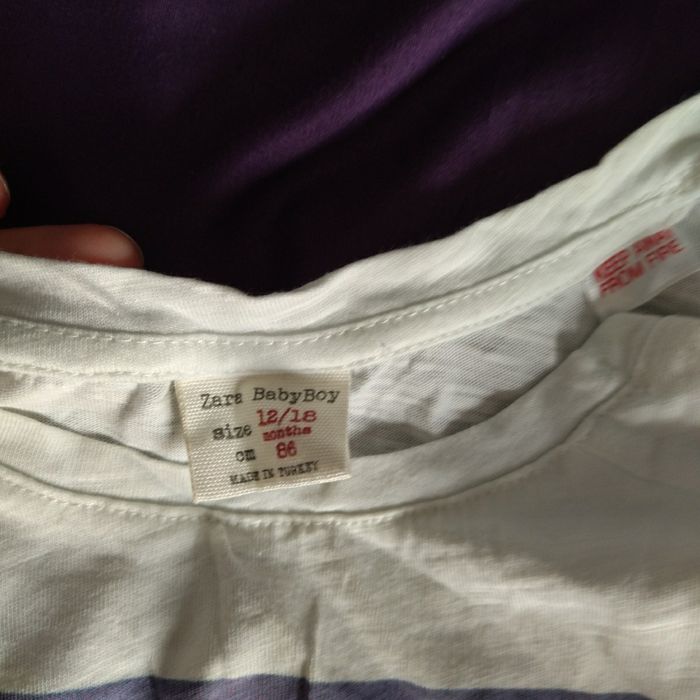 Zara BabyBoy
size 12/18 months
cm 86
MADE IN TURKEY
KEEP AWAY
FROM FIRE